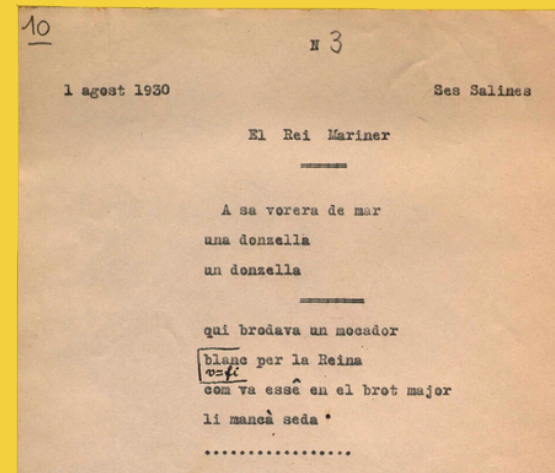 10
N 3
1 agost 1930 Ses Salines
El Rei Mariner
A sa vorera de mar
una donzella
un donzella
qui brodava un mocador
blanc per la Reina
v=fi
com va essê en el brot major
li mancà seda .
.................